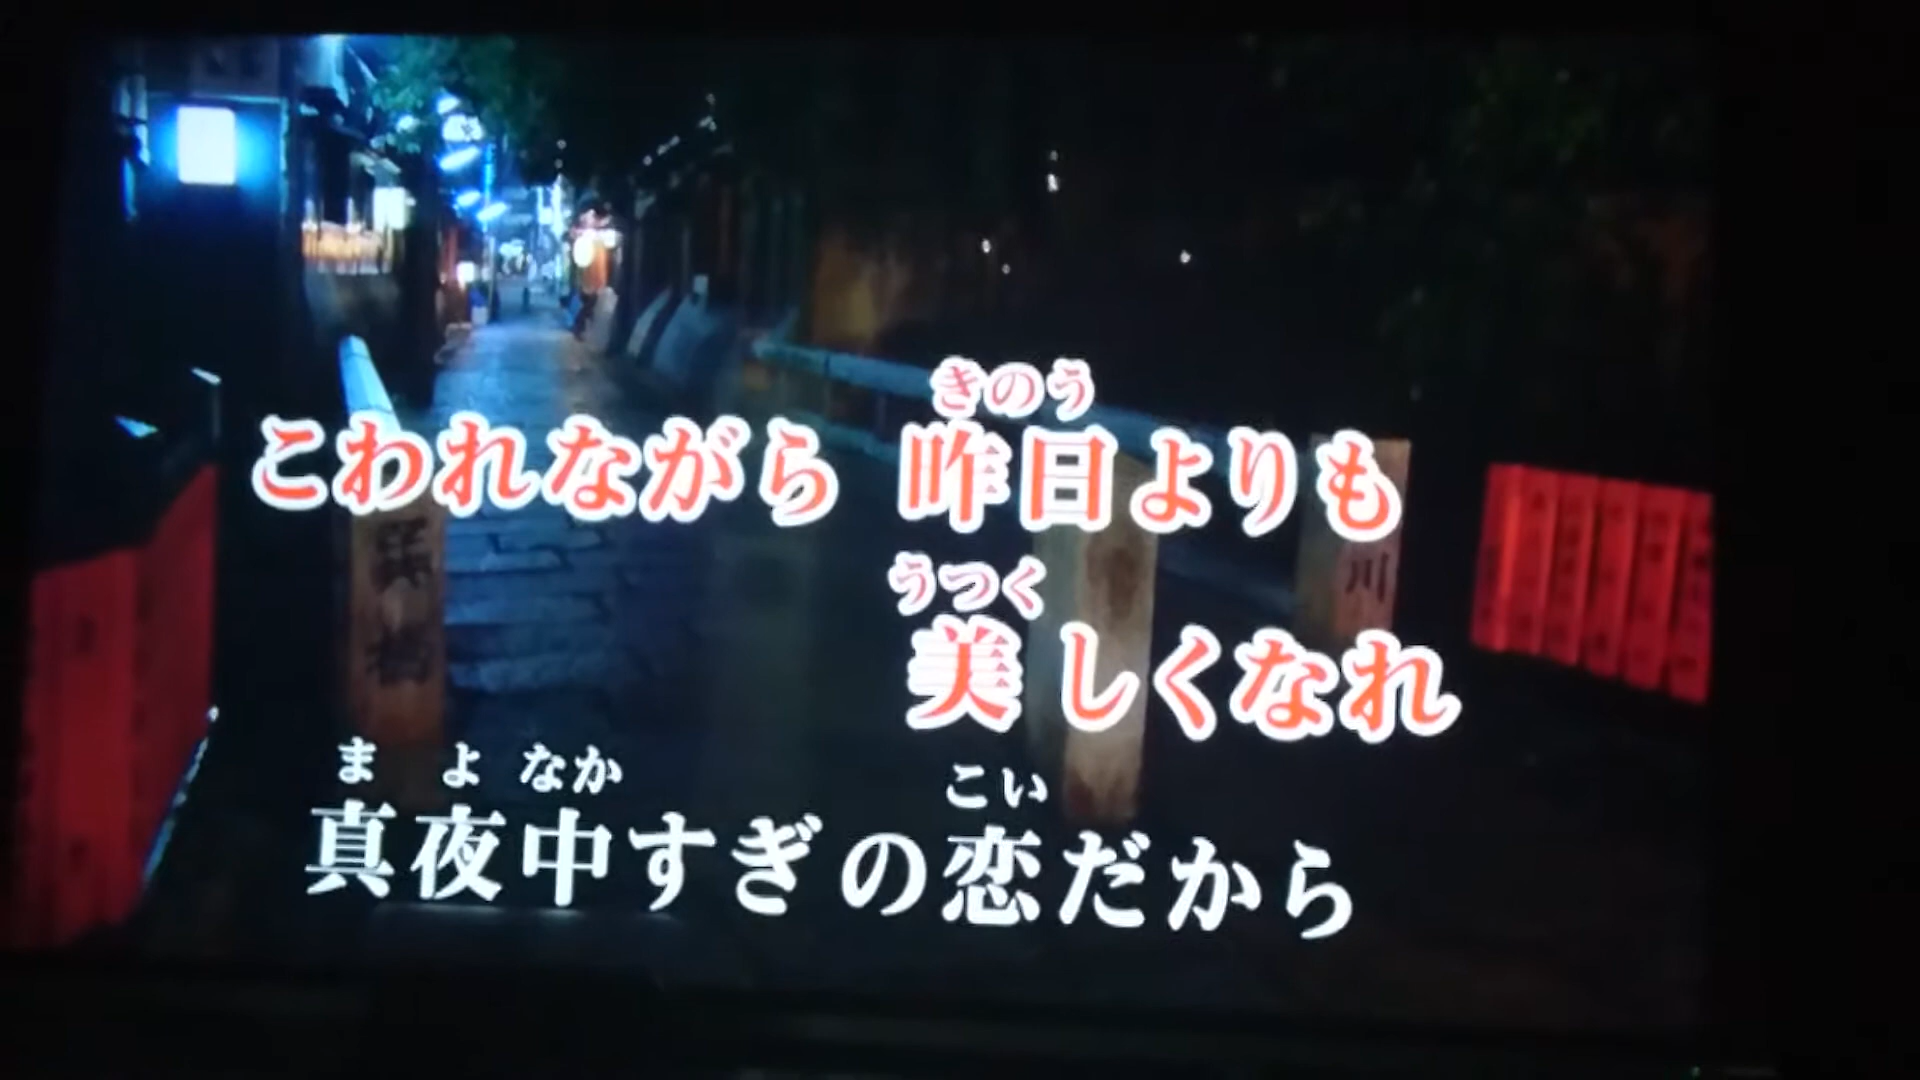 きのう
こわれながら 昨日よりも
うつく
美しくなれ
ま よ なか こい
真夜中すぎの恋だから
川